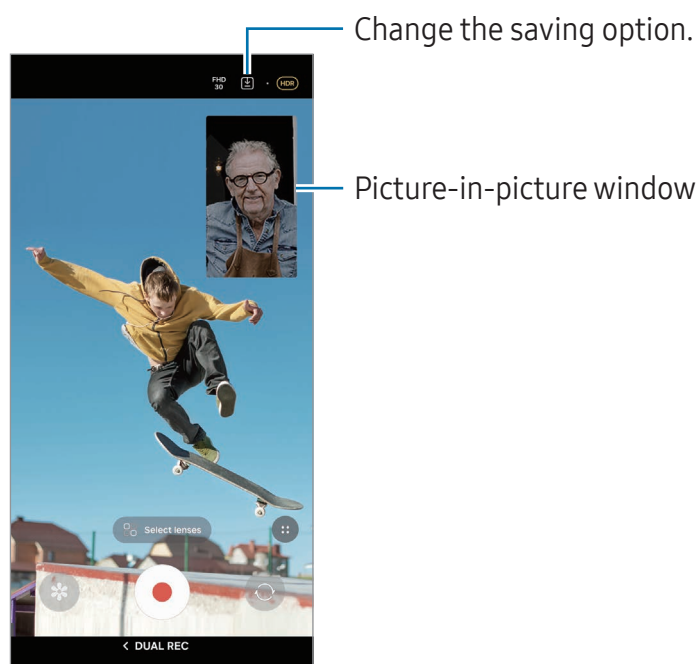 Change the saving option.
FHD
30
HDR
Picture-in-picture window
Select lenses
DUAL REC